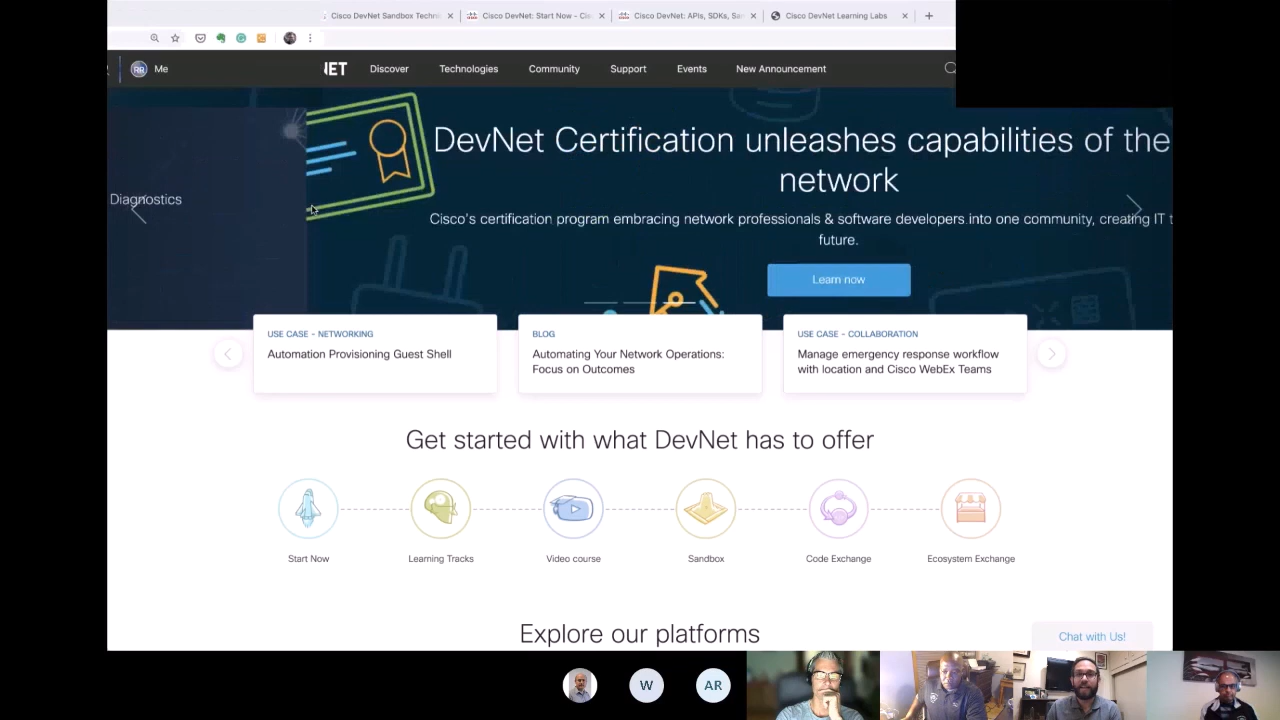 Cisco DevNet Sandbox Techni
Cisco DevNet: Start Now - Cis
Cisco DevNet: APIs, SDKs, San
Cisco DevNet Learning Labs
RB Me
NET Discover Technologies Community Support Events New Announcement
Diagnostics
DevNet Certification unleashes capabilities of the
network
Cisco's certification program embracing network professionals & software developers into one community, creating IT t
future.
Learn now
USE CASE - NETWORKING
Automation Provisioning Guest Shell
BLOG
Automating Your Network Operations:
Focus on Outcomes
USE CASE - COLLABORATION
Manage emergency response workflow
with location and Cisco WebEx Teams
Get started with what DevNet has to offer
Start Now
Learning Tracks
Video course
Sandbox
Code Exchange
Ecosystem Exchange
Explore our platforms
Chat with Us!
W
AR